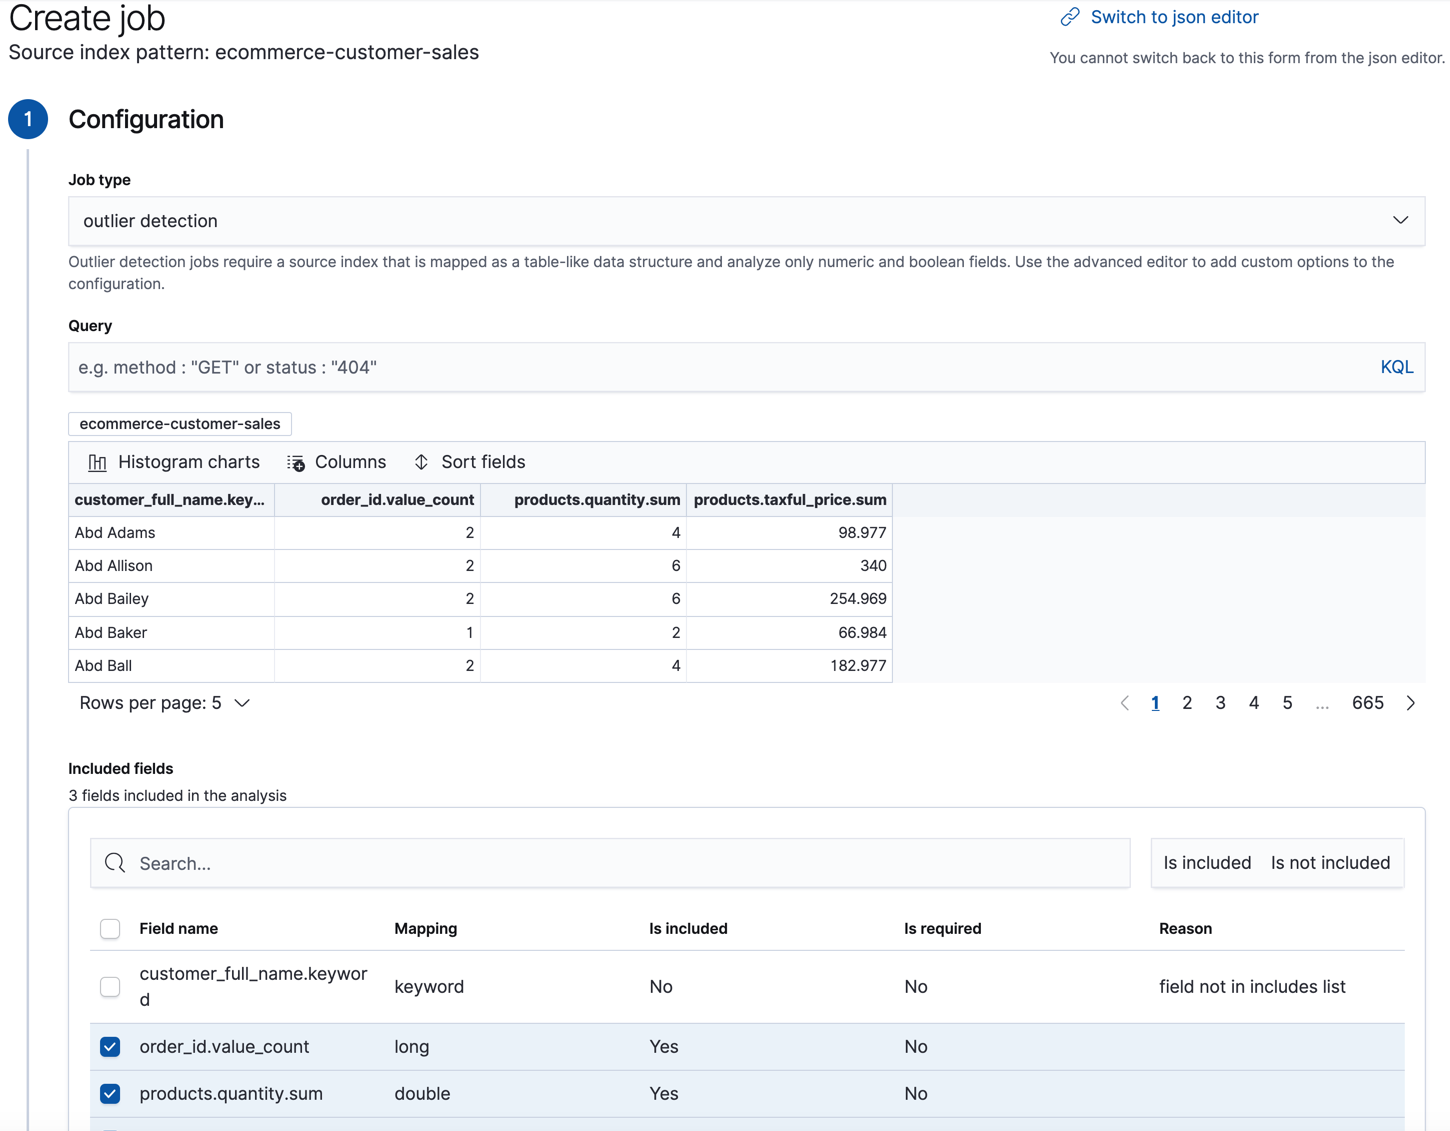 Create job
Switch to json editor
Source index pattern: ecommerce-customer-sales
You cannot switch back to this form from the json editor.
1
Configuration
Job type
outlier detection
Outlier detection jobs require a source index that is mapped as a table-like data structure and analyze only numeric and boolean fields. Use the advanced editor to add custom options to the
configuration.
Query
e.g. method : "GET" or status : "404"
KQL
ecommerce-customer-sales
Histogram charts Columns Sort fields
customer_full_name.key... order_id.value_count products.quantity.sum products.taxful_price.sum
Abd Adams 2 4 98.977
Abd Allison 2 6 340
Abd Bailey 2 6 254.969
Abd Baker 1 2 66.984
Abd Ball 2 4 182.977
Rows per page: 5
1 2 3 4 5 ... 665
Included fields
3 fields included in the analysis
Search...
Is included Is not included
Field name Mapping Is included Is required Reason
customer_full_name.keywor
d
keyword No No field not in includes list
order_id.value_count long Yes No
products.quantity.sum double Yes No